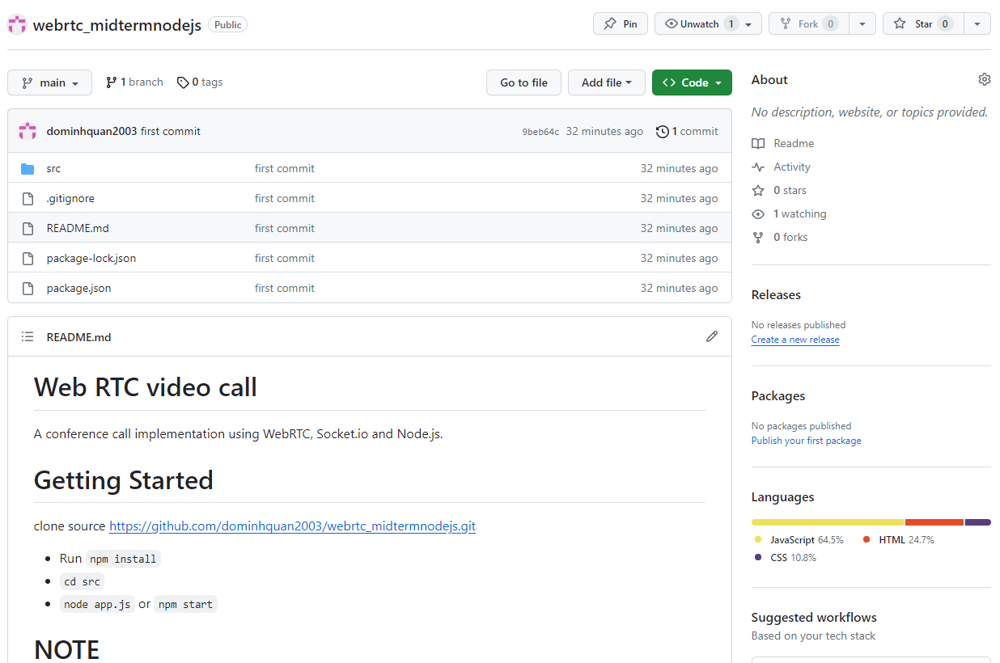 webrtc_midtermnodejs Public Pin Unwatch 1 Fork 0 Star 0
main 1 branch 0 tags Go to file Add file <> Code
dominhquan2003 first commit 9beb64c 32 minutes ago 1 commit
src first commit 32 minutes ago
.gitignore first commit 32 minutes ago
README.md first commit 32 minutes ago
package-lock.json first commit 32 minutes ago
package.json first commit 32 minutes ago
README.md
Web RTC video call
A conference call implementation using WebRTC, Socket.io and Node.js.
Getting Started
clone source https://github.com/dominhquan2003/webrtc_midtermnodejs.git
• Run npm install
• cd src
• node app.js or npm start
NOTE
About
No description, website, or topics provided.
Readme
Activity
0 stars
1 watching
0 forks
Releases
No releases published
Create a new release
Packages
No packages published
Publish your first package
Languages
JavaScript 64.5% HTML 24.7%
CSS 10.8%
Suggested workflows
Based on your tech stack